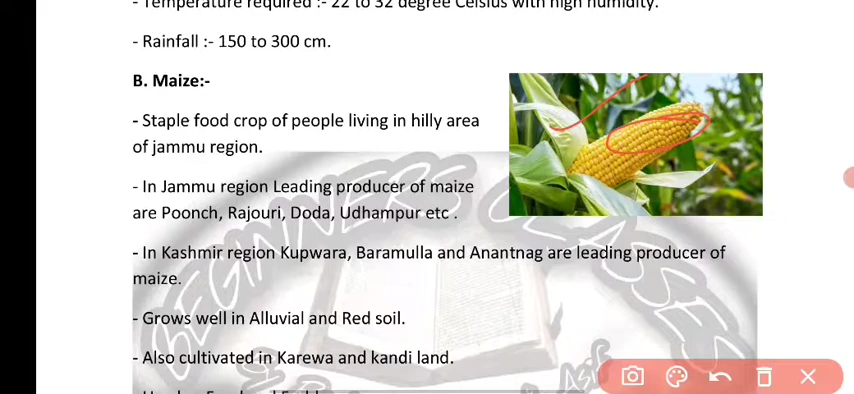 - Temperature required :- 22 to 32 degree Celsius with high humidity.
- Rainfall :- 150 to 300 cm.
B. Maize:-
- Staple food crop of people living in hilly area
of jammu region.
- In Jammu region Leading producer of maize
are Poonch, Rajouri, Doda, Udhampur etc .
- In Kashmir region Kupwara, Baramulla and Anantnag are leading producer of
maize.
- Grows well in Alluvial and Red soil.
- Also cultivated in Karewa and kandi land.
BEGINNERS CLASSES